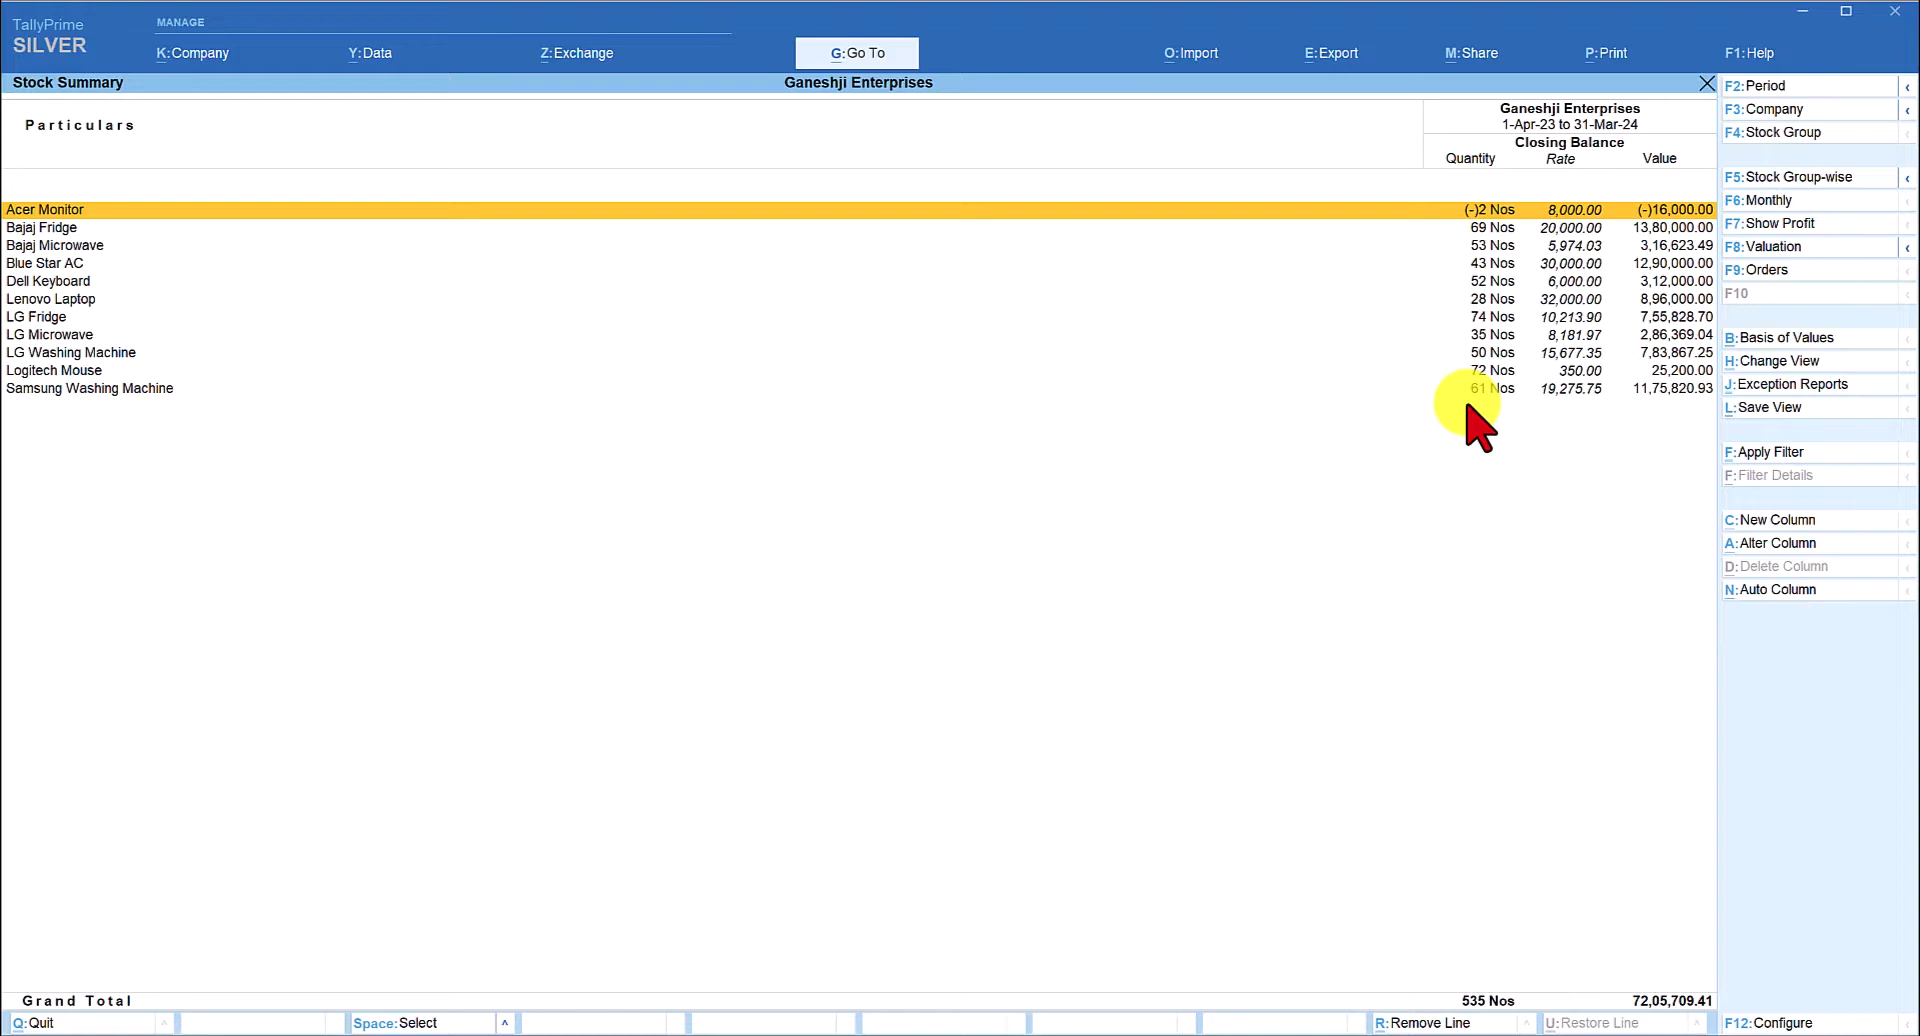 TallyPrime
SILVER
MANAGE
K:Company Y:Data Z:Exchange G:Go To O:Import E:Export M:Share P:Print F1:Help
Stock Summary Ganeshji Enterprises
Particulars
Ganeshji Enterprises
1-Apr-23 to 31-Mar-24
Closing Balance
Quantity Rate Value
Acer Monitor (-)2 Nos 8,000.00 (-)16,000.00
Bajaj Fridge 69 Nos 20,000.00 13,80,000.00
Bajaj Microwave 53 Nos 5,974.03 3,16,623.49
Blue Star AC 43 Nos 30,000.00 12,90,000.00
Dell Keyboard 52 Nos 6,000.00 3,12,000.00
Lenovo Laptop 28 Nos 32,000.00 8,96,000.00
LG Fridge 74 Nos 10,213.90 7,55,828.70
LG Microwave 35 Nos 8,181.97 2,86,369.04
LG Washing Machine 50 Nos 15,677.35 7,83,867.25
Logitech Mouse 72 Nos 350.00 25,200.00
Samsung Washing Machine 61 Nos 19,275.75 11,75,820.93
Grand Total 535 Nos 72,05,709.41
F2:Period
F3:Company
F4:Stock Group
F5:Stock Group-wise
F6:Monthly
F7:Show Profit
F8:Valuation
F9:Orders
F10
B:Basis of Values
H:Change View
J:Exception Reports
L:Save View
F:Apply Filter
F:Filter Details
C:New Column
A:Alter Column
D:Delete Column
N:Auto Column
Q:Quit Space:Select R:Remove Line U:Restore Line F12:Configure